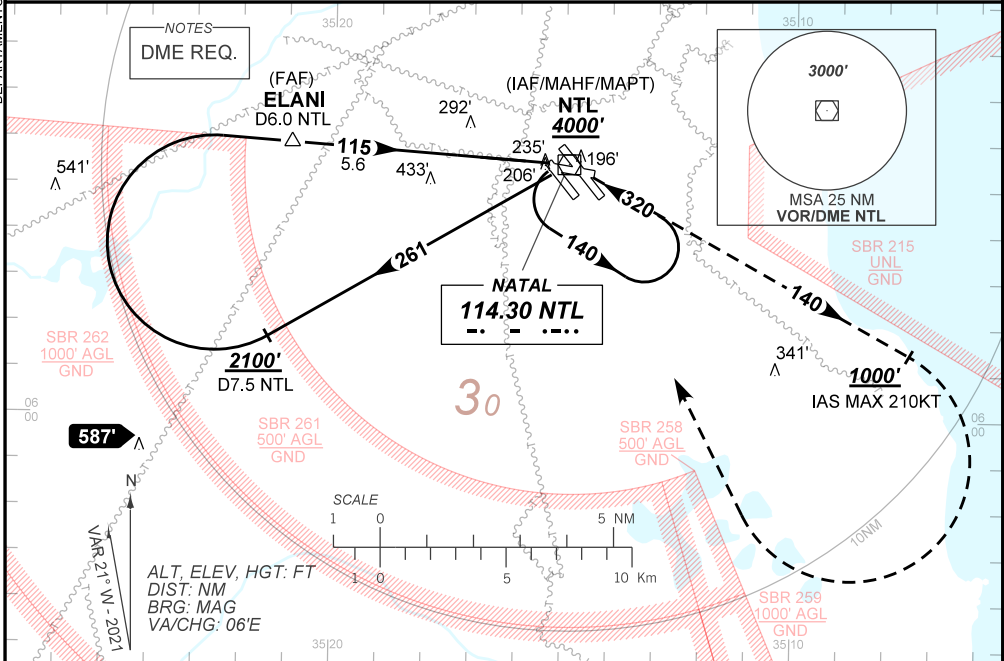 NOTES
DME REQ.
35 20
35 10
(FAF)
ELANI
D6.0 NTL
292'
(IAF/MAHF/MAPT)
NTL
4000'
3000'
MSA 25 NM
VOR/DME NTL
541'
115
5.6
433'
235'
206'
196'
320
140
261
140
NATAL
114.30 NTL
SBR 215
UNL
GND
SBR 262
1000' AGL
GND
2100'
D7.5 NTL
341'
1000'
IAS MAX 210KT
30
06
00
06
00
587'
SBR 261
500' AGL
GND
SBR 258
500' AGL
GND
N
VAR 21° W - 2021
SCALE
1 0 5 NM
1 0 5 10 Km
10NM
ALT, ELEV, HGT: FT
DIST: NM
BRG: MAG
VA/CHG: 06'E
SBR 259
1000' AGL
GND
35 20
35 10